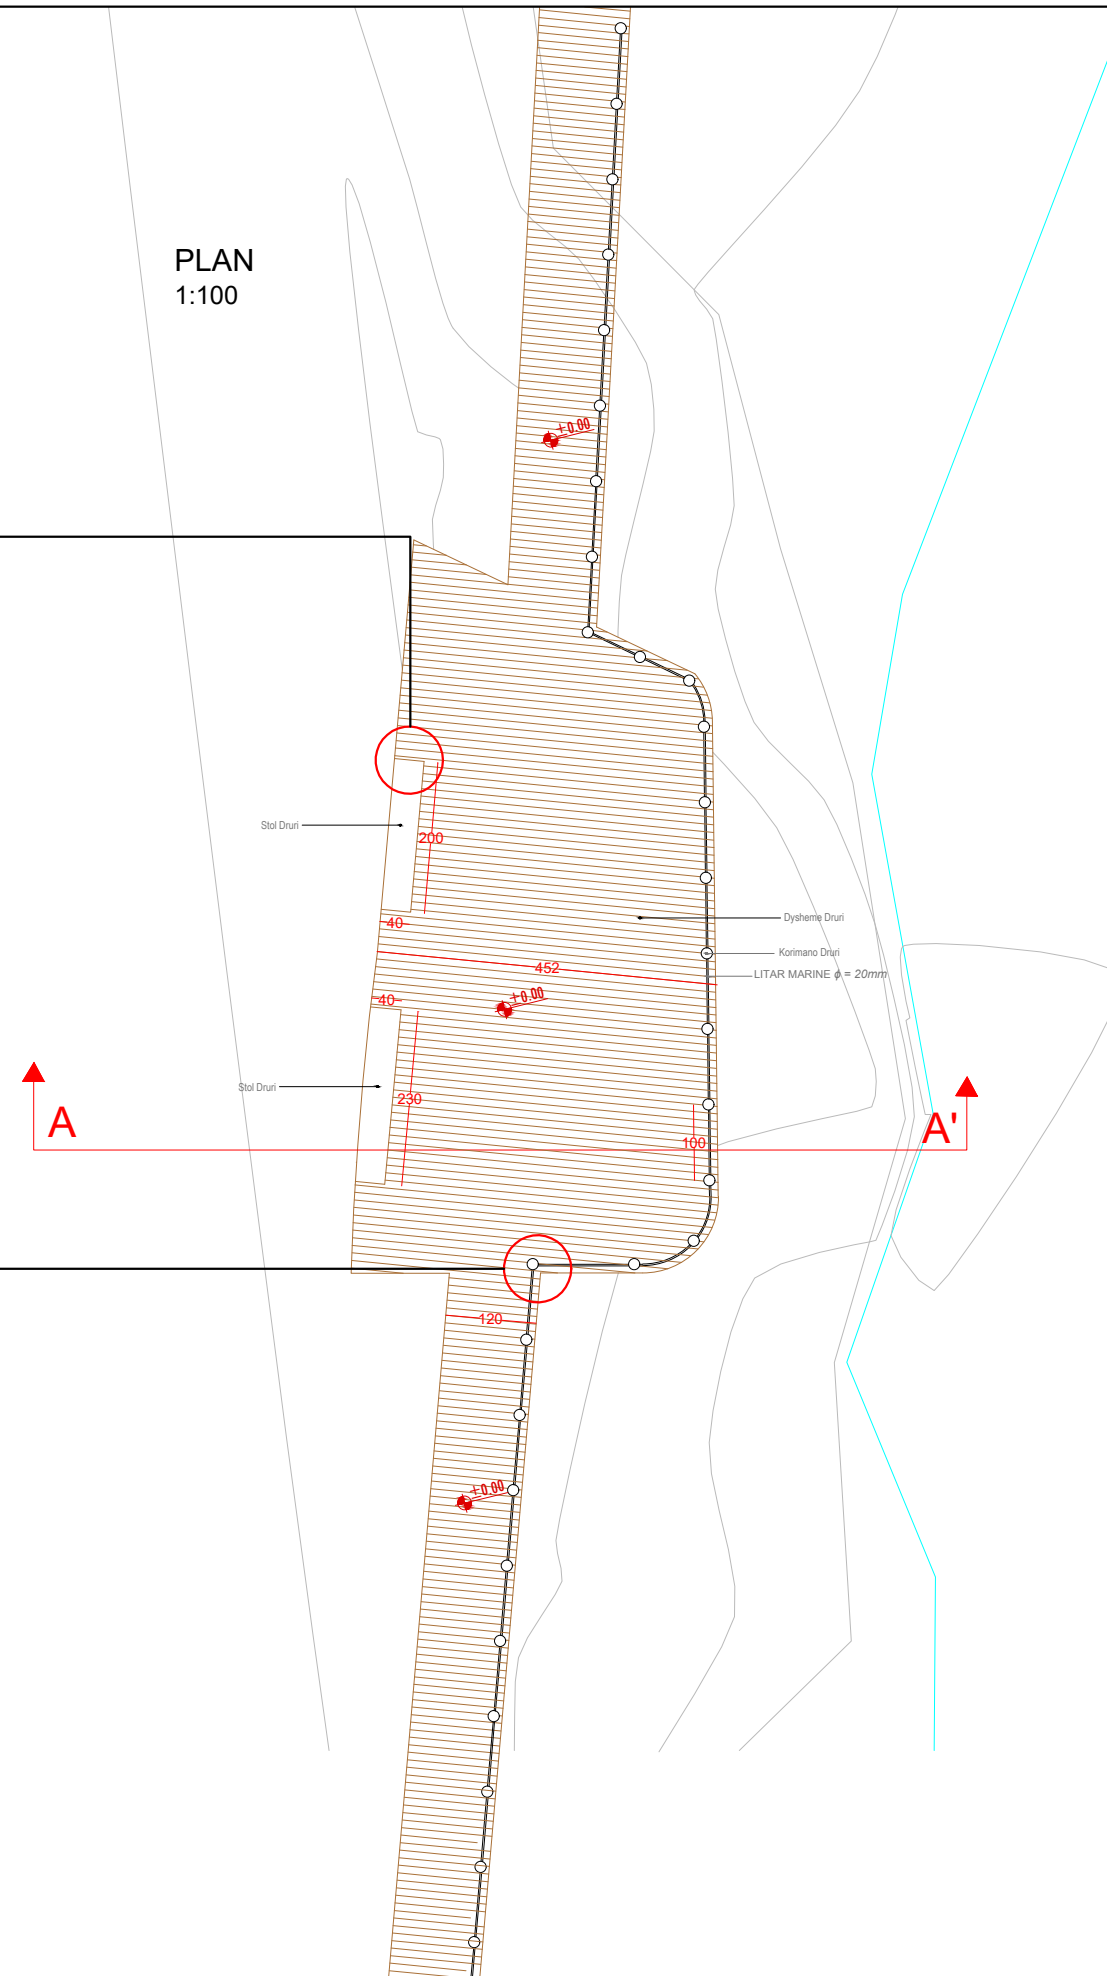 PLAN
1:100
+0.00
Stol Druri
200
Dysheme Druri
40
Korimano Druri
452
LITAR MARINE ϕ = 20mm
40
+0.00
Stol Druri
230
A
A'
100
120
+0.00